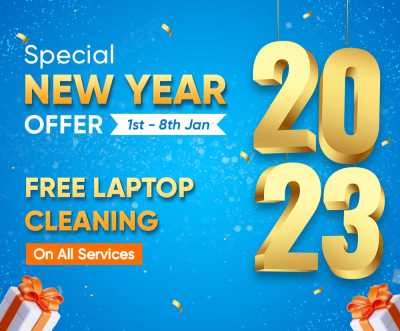 Special
NEW YEAR
OFFER 1st - 8th Jan
FREE LAPTOP
CLEANING
On All Services
20
23